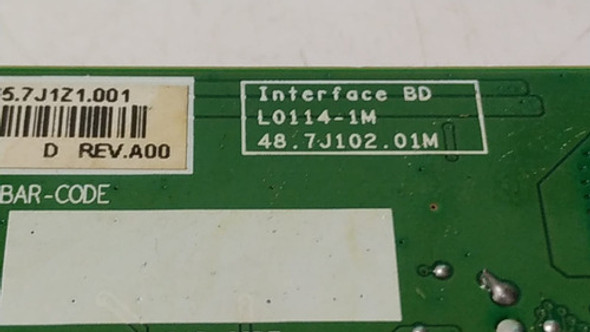 5.7J1Z1.001
D REV.A00
Interface BD
L0114-1M
48.7J102.01M
BAR-CODE